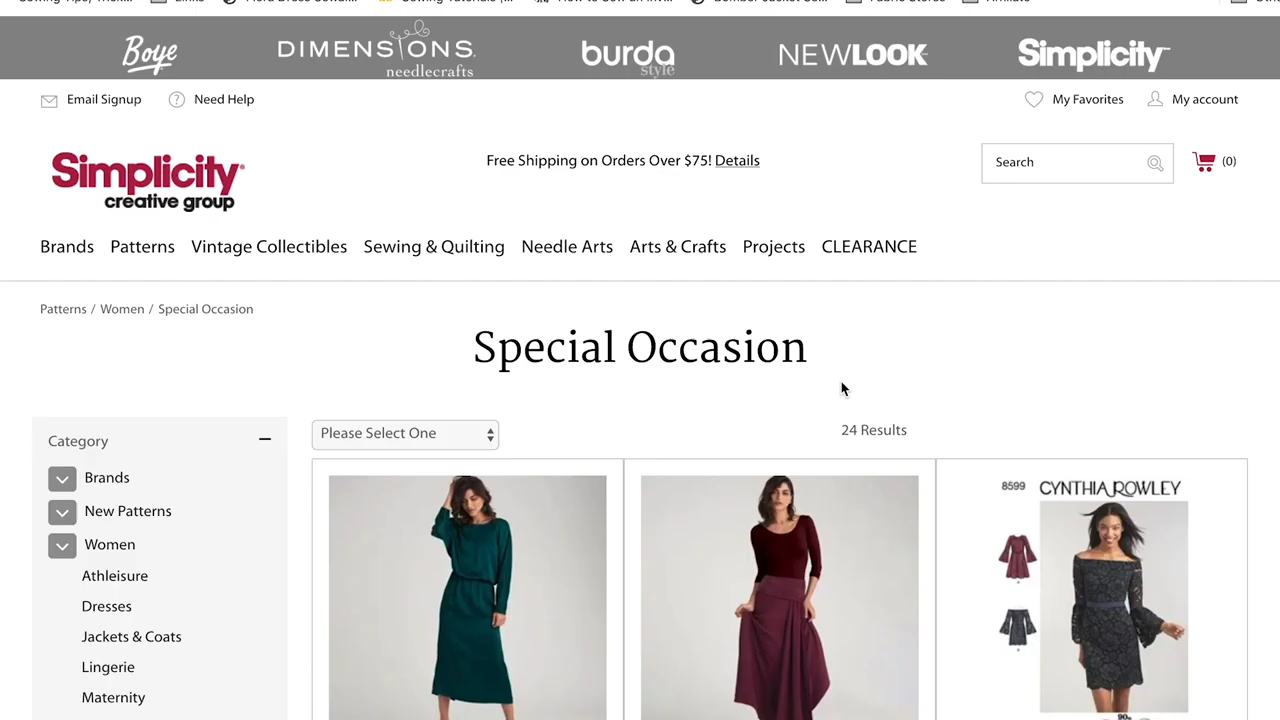 Boye DIMENSIONS needlecrafts burda style NEWLOOK Simplicity
Email Signup Need Help My Favorites My account
Simplicity creative group
Free Shipping on Orders Over $75! Details
Search (0)
Brands Patterns Vintage Collectibles Sewing & Quilting Needle Arts Arts & Crafts Projects CLEARANCE
Patterns / Women / Special Occasion
Special Occasion
Category
Please Select One
24 Results
Brands
New Patterns
Women
Athleisure
Dresses
Jackets & Coats
Lingerie
Maternity
8599 CYNTHIA ROWLEY